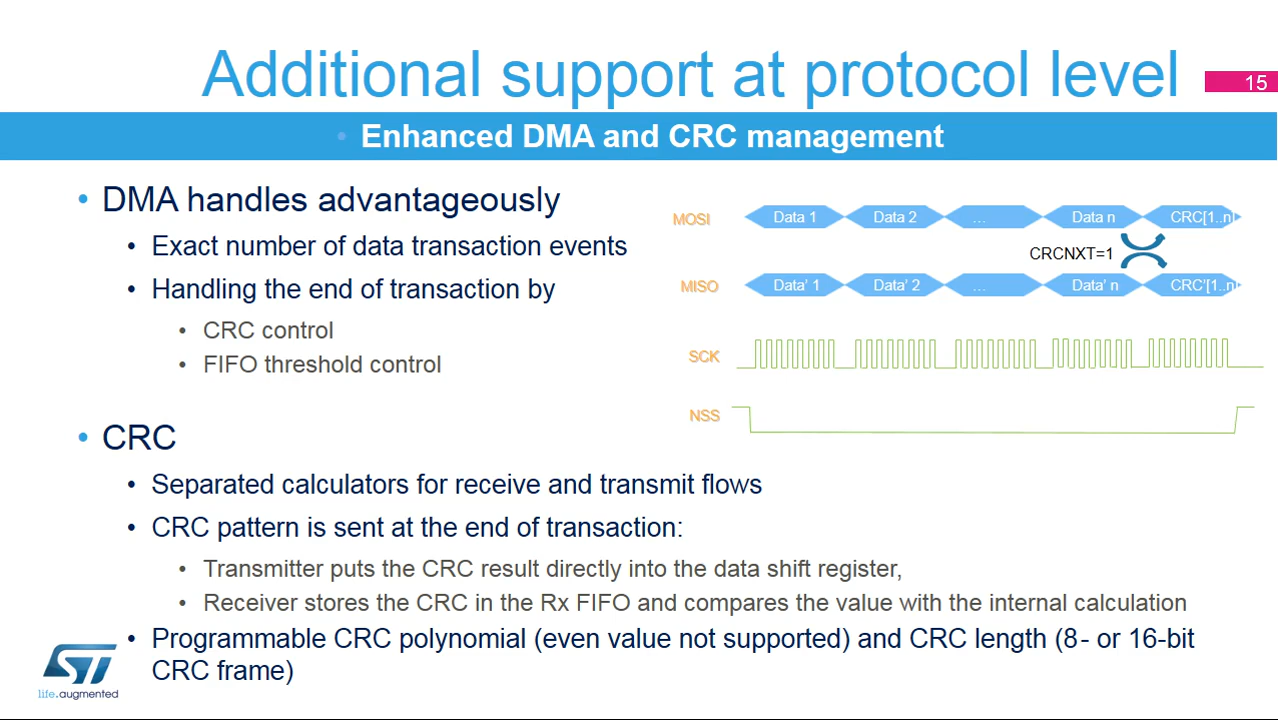 Additional support at protocol level
15
• Enhanced DMA and CRC management
• DMA handles advantageously
• Exact number of data transaction events
• Handling the end of transaction by
• CRC control
• FIFO threshold control
MOSI Data 1 Data 2 ... Data n CRC[1..n]
CRCNXT=1
MISO Data' 1 Data' 2 ... Data' n CRC'[1..n]
SCK
NSS
• CRC
• Separated calculators for receive and transmit flows
• CRC pattern is sent at the end of transaction:
• Transmitter puts the CRC result directly into the data shift register,
• Receiver stores the CRC in the Rx FIFO and compares the value with the internal calculation
• Programmable CRC polynomial (even value not supported) and CRC length (8- or 16-bit
CRC frame)
ST
life.augmented